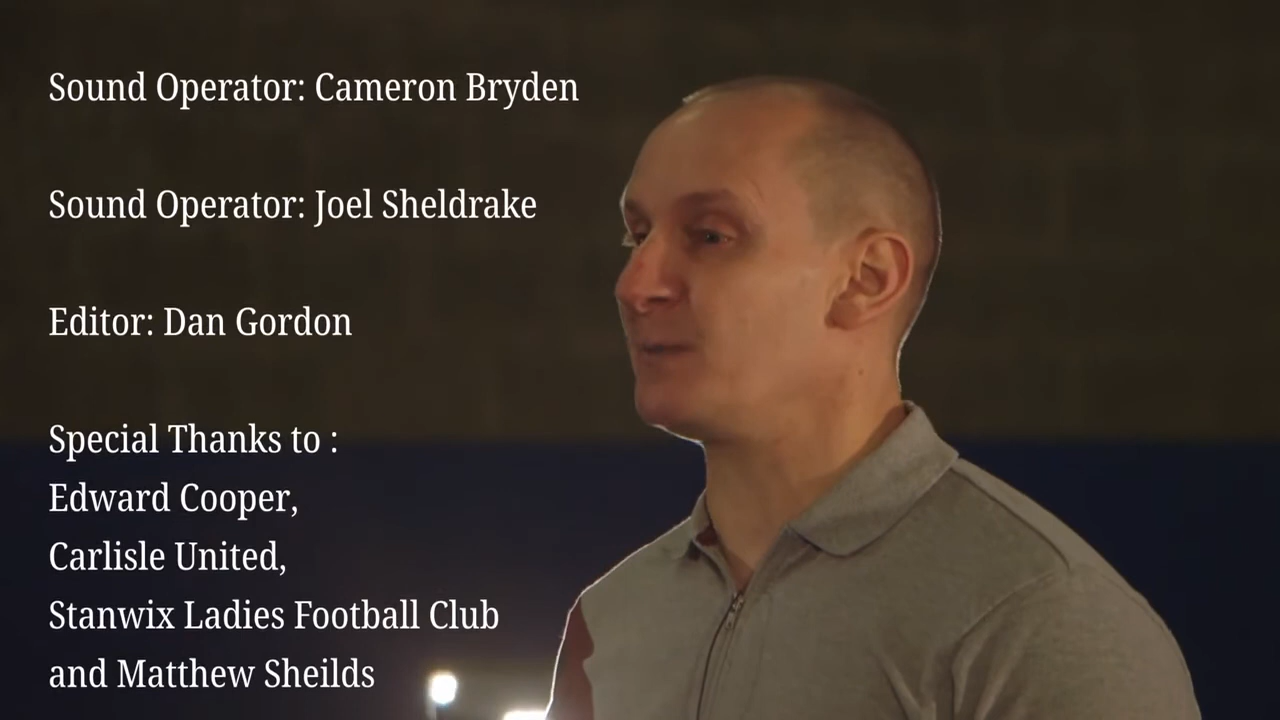 Sound Operator: Cameron Bryden
Sound Operator: Joel Sheldrake
Editor: Dan Gordon
Special Thanks to :
Edward Cooper,
Carlisle United,
Stanwix Ladies Football Club
and Matthew Sheilds